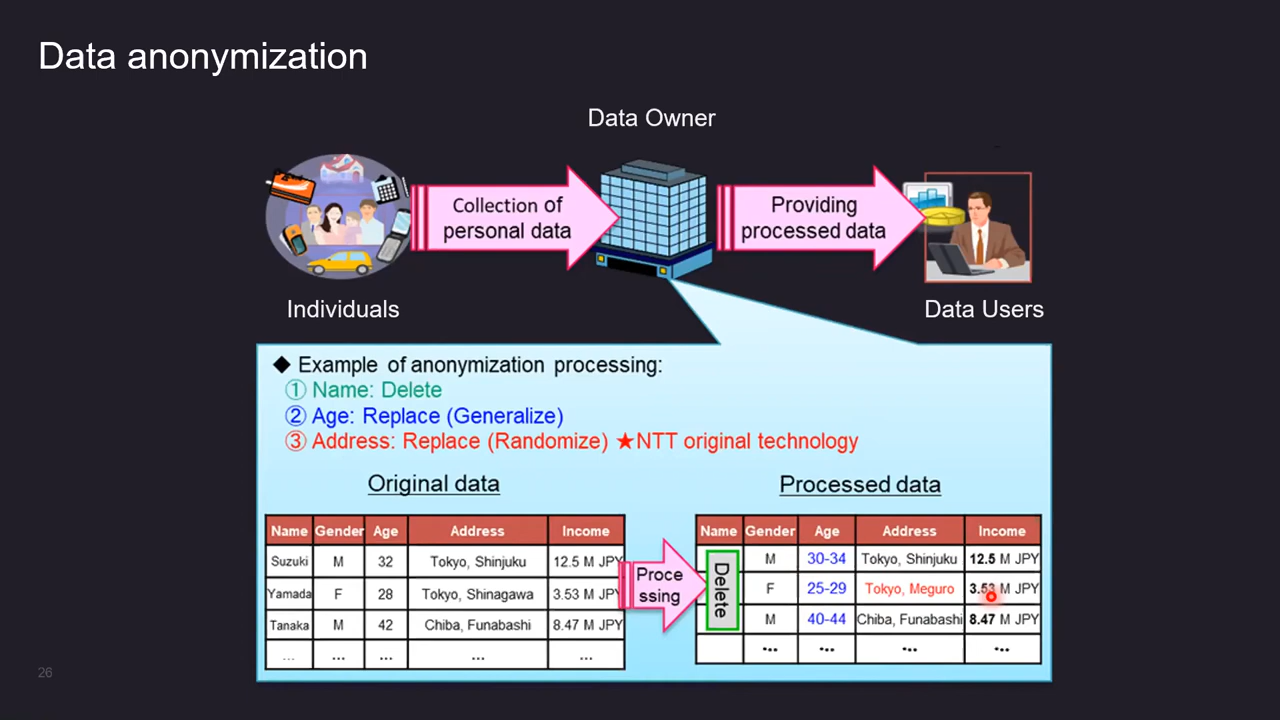 Data anonymization
Data Owner
Collection of
personal data
Providing
processed data
Individuals
Data Users
◆ Example of anonymization processing:
① Name: Delete
② Age: Replace (Generalize)
③ Address: Replace (Randomize) ★NTT original technology
Original data
Processed data
Name Gender Age Address Income
Suzuki M 32 Tokyo, Shinjuku 12.5 M JPY
Yamada F 28 Tokyo, Shinagawa 3.53 M JPY
Tanaka M 42 Chiba, Funabashi 8.47 M JPY
... ... ... ... ...
Proce
ssing
Name Gender Age Address Income
Delete
M 30-34 Tokyo, Shinjuku 12.5 M JPY
F 25-29 Tokyo, Meguro 3.53 M JPY
M 40-44 Chiba, Funabashi 8.47 M JPY
... ... ... ...
26